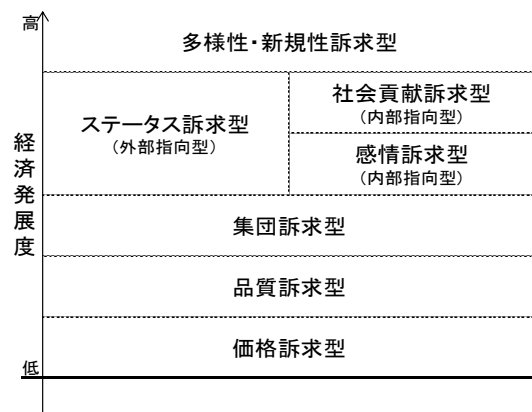 高
多様性・新規性訴求型
ステータス訴求型
(外部指向型)
社会貢献訴求型
(内部指向型)
感情訴求型
(内部指向型)
経済発展度
集団訴求型
品質訴求型
価格訴求型
低